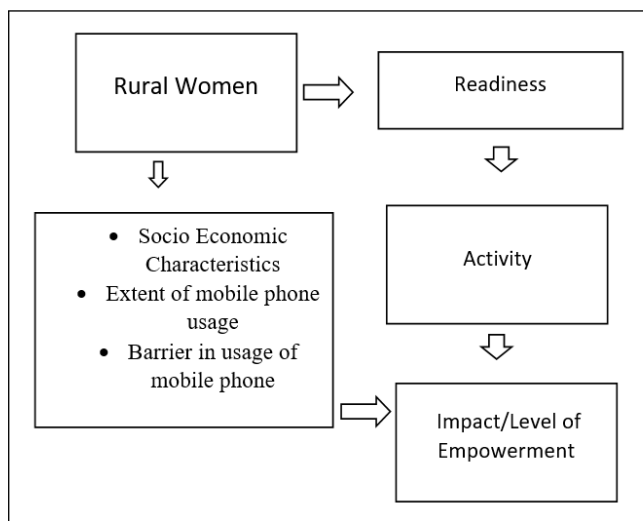 Rural Women
Readiness
• Socio Economic
Characteristics
• Extent of mobile phone
usage
• Barrier in usage of
mobile phone
Activity
Impact/Level of
Empowerment